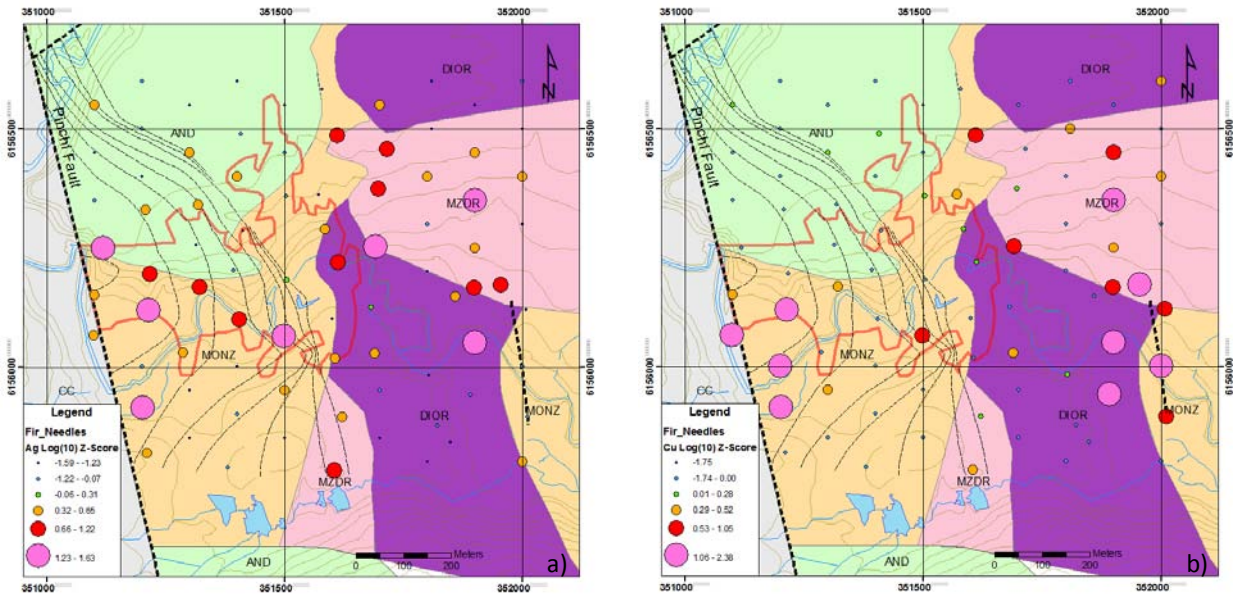 351000 351500 352000
DIOR
N
6156500
AND
Pinchi Fault
MZDR
MONZ
6156000
CC
DIOR
MONZ
Legend
Fir_Needles
Ag Log(10) Z-Score
-1.59 - -1.23
-1.22 - -0.07
-0.06 - 0.31
0.32 - 0.65
0.66 - 1.22
1.23 - 1.63
MZDR
AND
Meters
0 100 200
a)
351000 351500 352000
DIOR
N
6156500
AND
Pinchi Fault
MZDR
MONZ
6156000
CC
DIOR
MONZ
Legend
Fir_Needles
Cu Log(10) Z-Score
-1.75
-1.74 - 0.00
0.01 - 0.28
0.29 - 0.52
0.53 - 1.05
1.06 - 2.38
MZDR
AND
Meters
0 100 200
b)